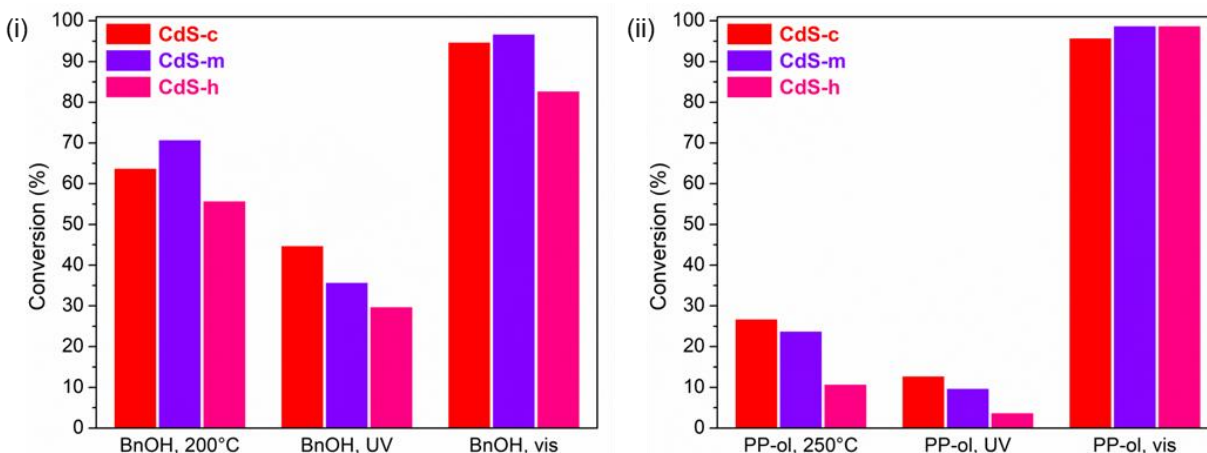 (i)
CdS-c
CdS-m
CdS-h
Conversion (%)
100
90
80
70
60
50
40
30
20
10
0
BnOH, 200°C
BnOH, UV
BnOH, vis
(ii)
CdS-c
CdS-m
CdS-h
Conversion (%)
100
90
80
70
60
50
40
30
20
10
0
PP-ol, 250°C
PP-ol, UV
PP-ol, vis